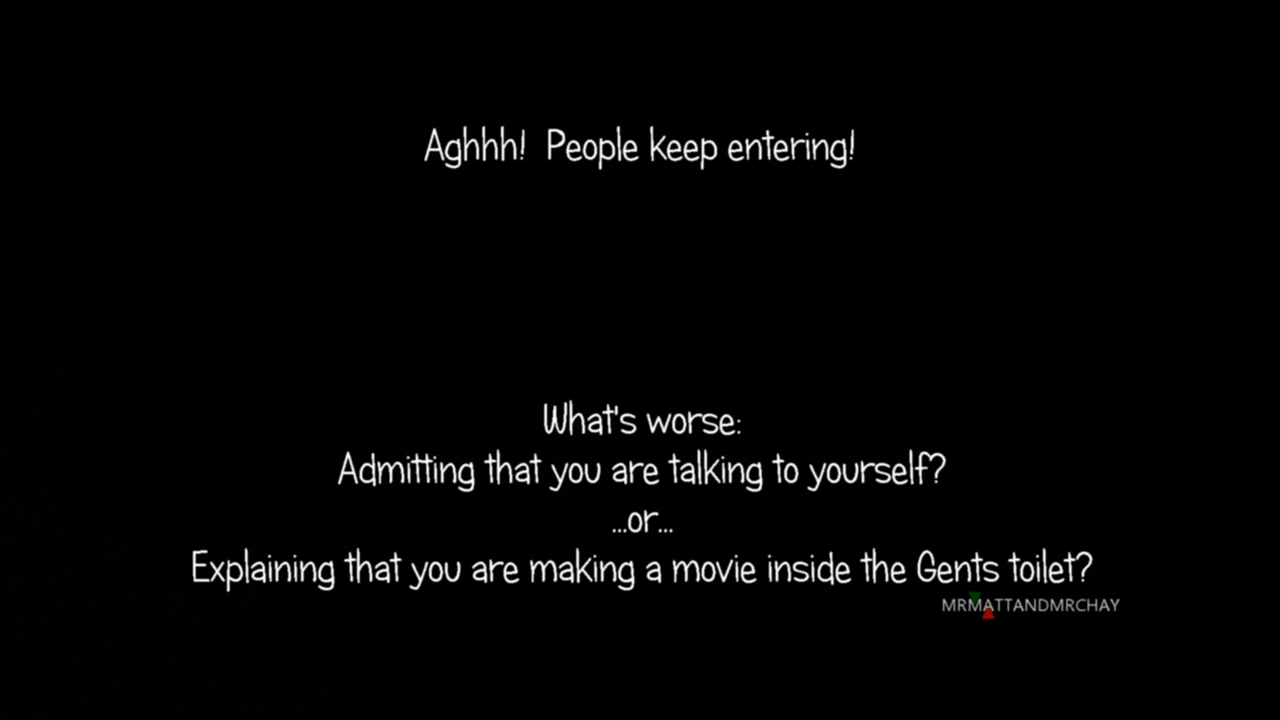 Aghhh! People keep entering!
What's worse:
Admitting that you are talking to yourself?
...or...
Explaining that you are making a movie inside the Gents toilet?
MRMATTANDMRCHAY